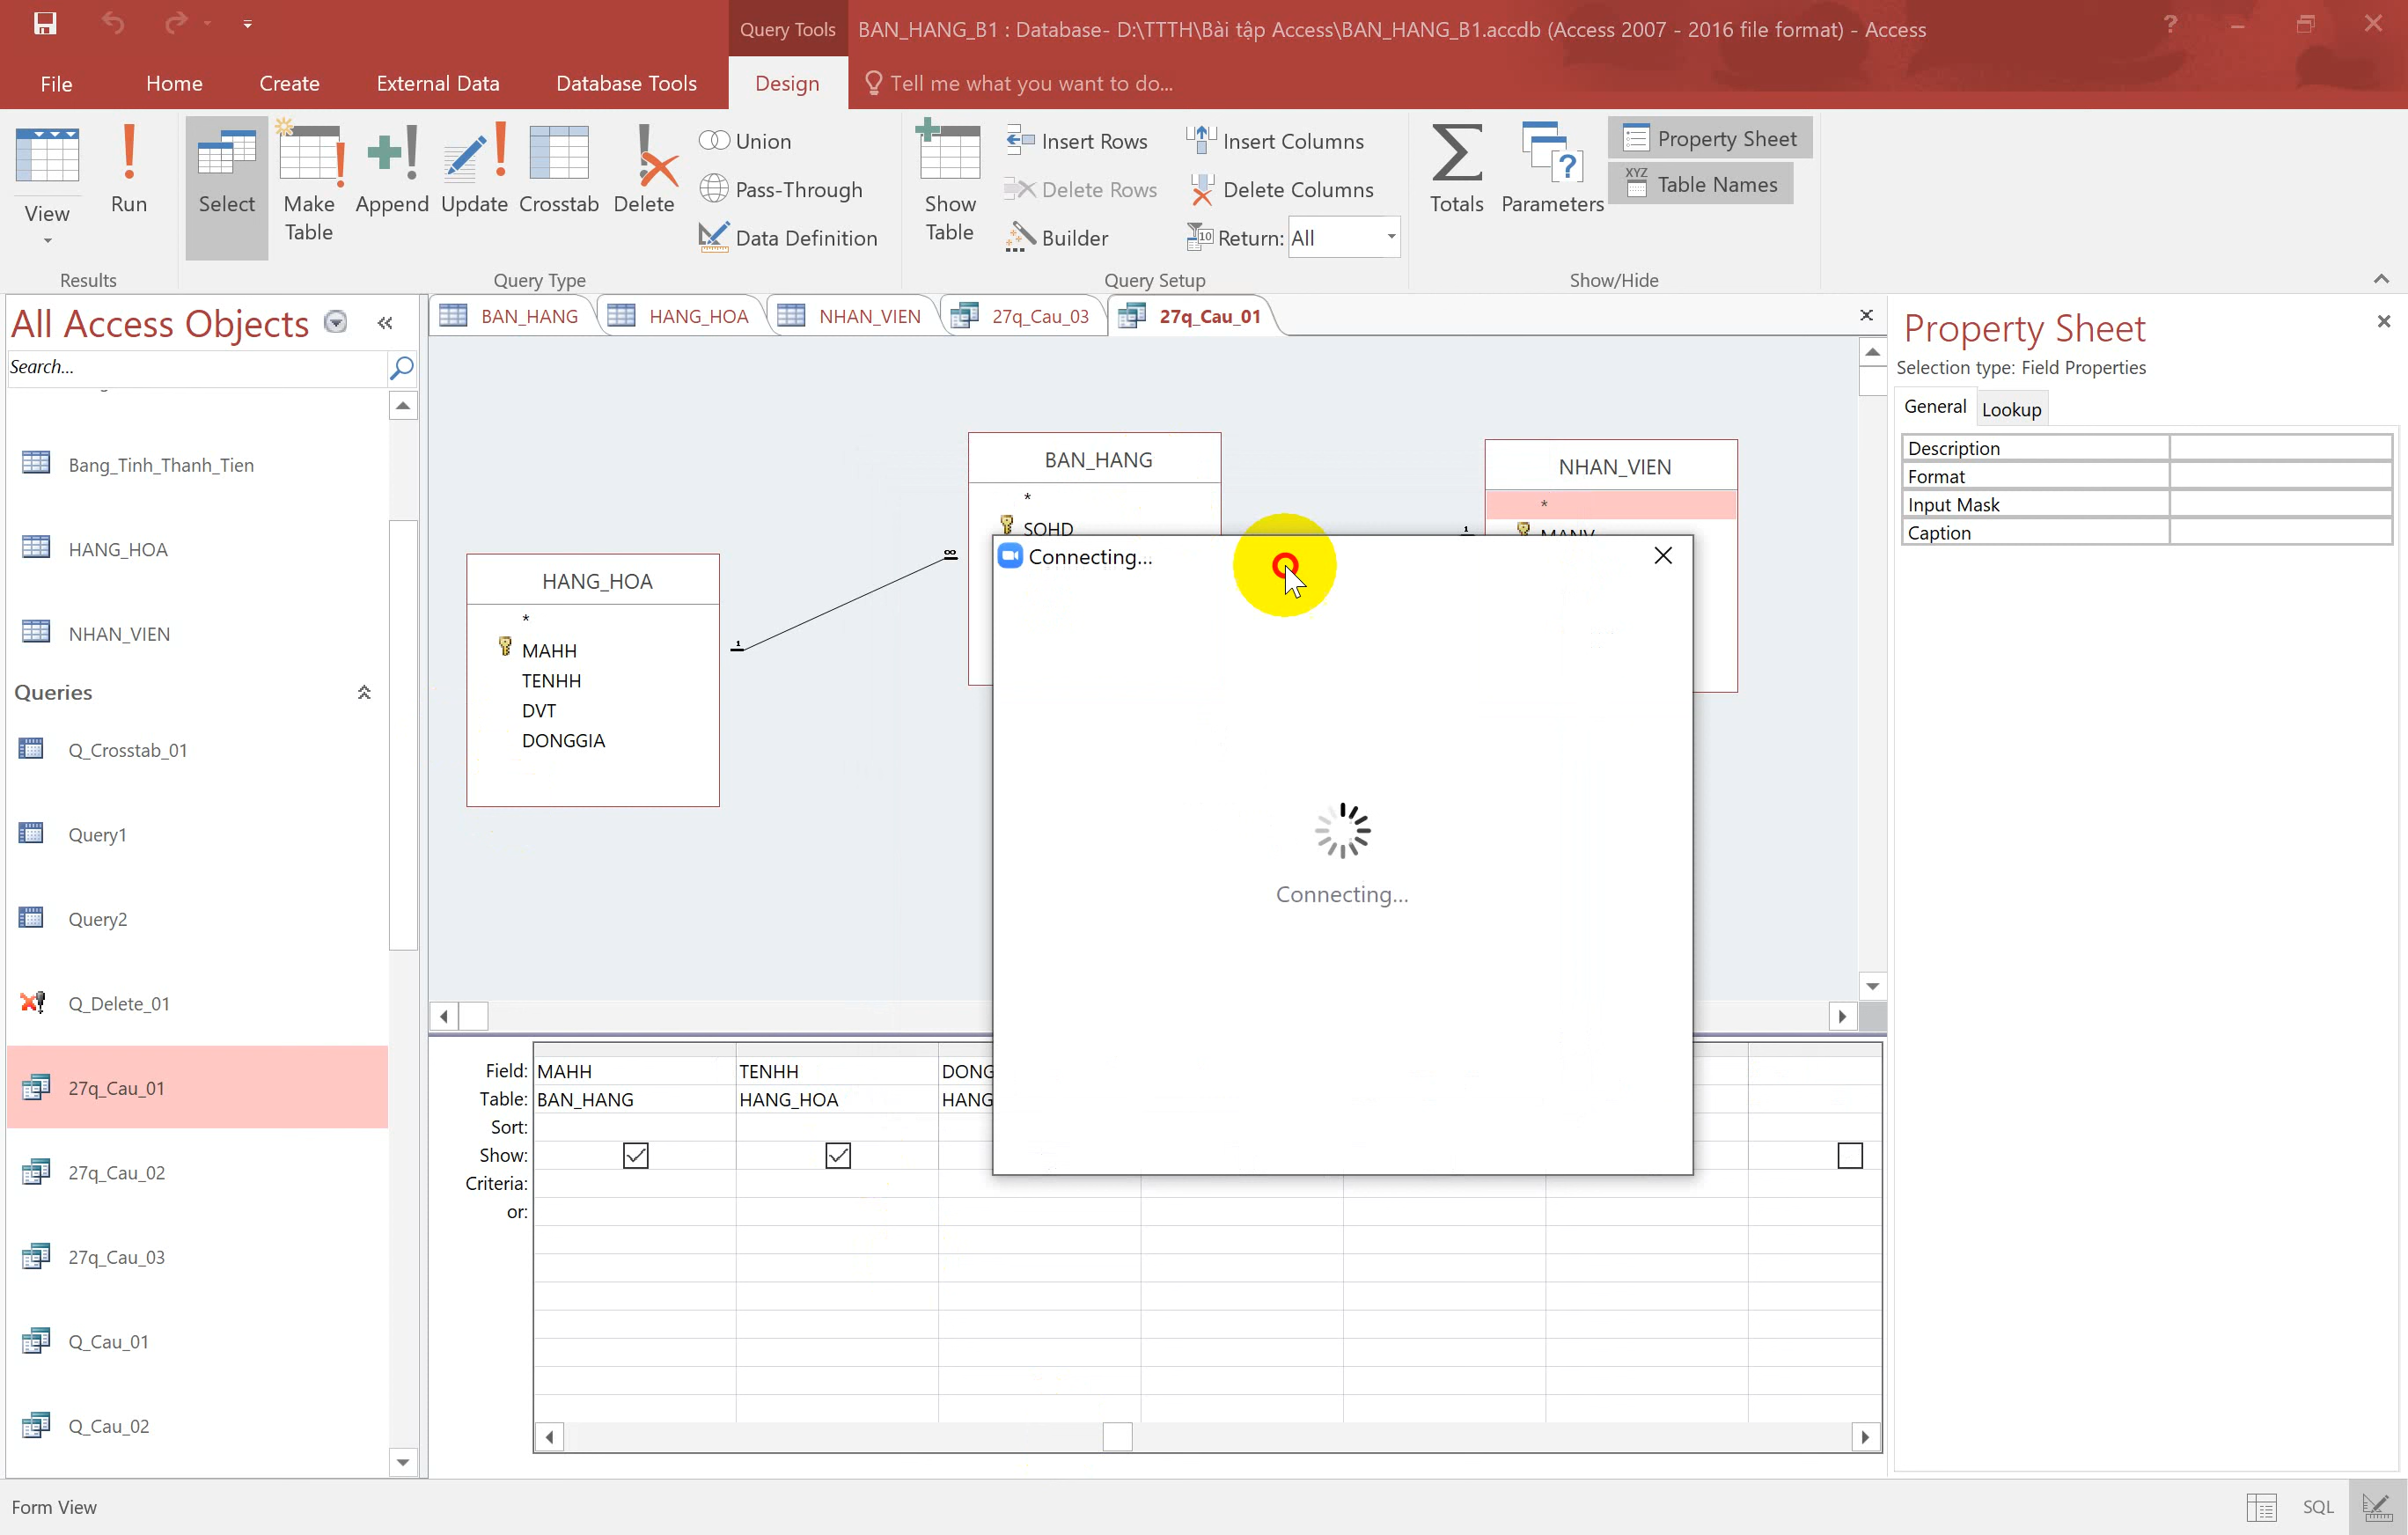 Query Tools
BAN_HANG_B1 : Database- D:\TTTH\Bài tập Access\BAN_HANG_B1.accdb (Access 2007 - 2016 file format) - Access
?
File
Home
Create
External Data
Database Tools
Design
Tell me what you want to do...
View
Run
Select
Make Table
Append
Update
Crosstab
Delete
Union
Pass-Through
Data Definition
Show Table
Insert Rows
Delete Rows
Builder
Insert Columns
Delete Columns
Return: All
Totals
Parameters
Property Sheet
Table Names
Results
Query Type
Query Setup
Show/Hide
All Access Objects
Search...
Bang_Tinh_Thanh_Tien
HANG_HOA
NHAN_VIEN
Queries
Q_Crosstab_01
Query1
Query2
Q_Delete_01
27q_Cau_01
27q_Cau_02
27q_Cau_03
Q_Cau_01
Q_Cau_02
BAN_HANG
HANG_HOA
NHAN_VIEN
27q_Cau_03
27q_Cau_01
HANG_HOA
*
MAHH
TENHH
DVT
DONGGIA
1
∞
BAN_HANG
*
SOHD
1
NHAN_VIEN
*
MANV
Connecting...
Connecting...
Field: MAHH TENHH DONG
Table: BAN_HANG HANG_HOA HANG
Sort:
Show:
Criteria:
or:
Property Sheet
Selection type: Field Properties
General Lookup
Description
Format
Input Mask
Caption
Form View
SQL